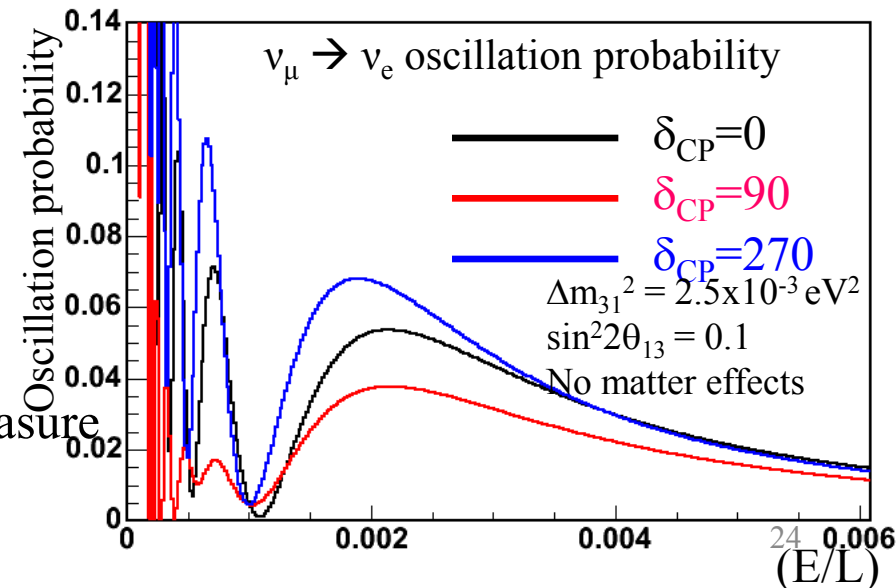 0.14
0.12
0.1
0.08
0.06
0.04
0.02
0
Oscillation probability
asure
νμ → νe oscillation probability
δCP=0
δCP=90
δCP=270
Δm31² = 2.5x10⁻³ eV²
sin²2θ13 = 0.1
No matter effects
0 0.002 0.004 24 0.006
(E/L)